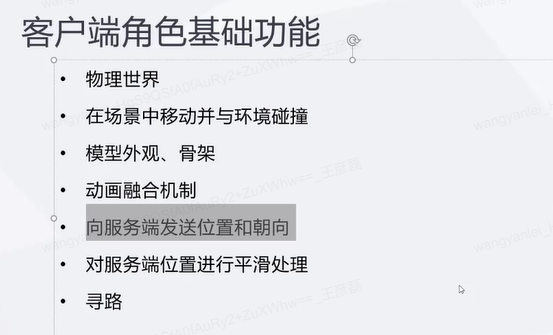 客户端角色基础功能
• 物理世界
• 在场景中移动并与环境碰撞
• 模型外观、骨架
• 动画融合机制
• 向服务端发送位置和朝向
• 对服务端位置进行平滑处理
• 寻路